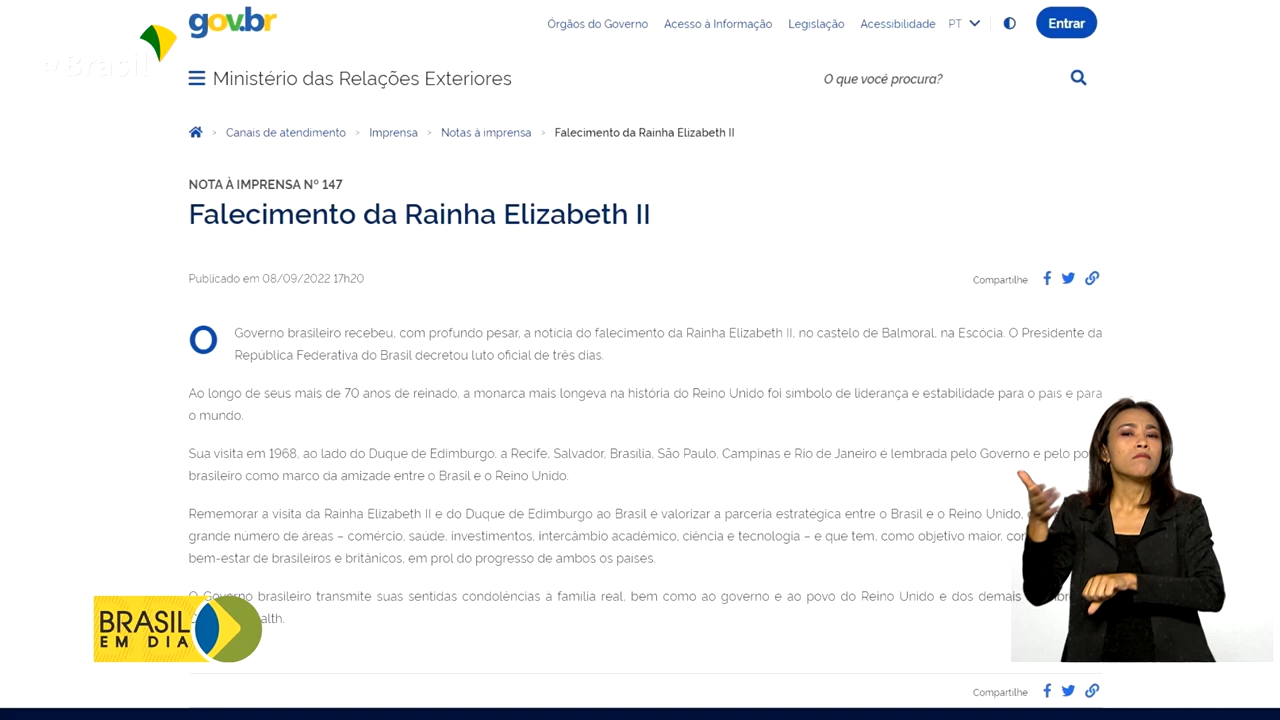 gov.br
Órgãos do Governo Acesso à Informação Legislação Acessibilidade PT Entrar
tv Brasil
Ministério das Relações Exteriores O que você procura?
> Canais de atendimento > Imprensa > Notas à imprensa > Falecimento da Rainha Elizabeth II
NOTA À IMPRENSA Nº 147
Falecimento da Rainha Elizabeth II
Publicado em 08/09/2022 17h20 Compartilhe
O Governo brasileiro recebeu, com profundo pesar, a notícia do falecimento da Rainha Elizabeth II, no castelo de Balmoral, na Escócia. O Presidente da
República Federativa do Brasil decretou luto oficial de três dias.
Ao longo de seus mais de 70 anos de reinado, a monarca mais longeva na história do Reino Unido foi símbolo de liderança e estabilidade para o país e para
o mundo.
Sua visita em 1968, ao lado do Duque de Edimburgo, a Recife, Salvador, Brasília, São Paulo, Campinas e Rio de Janeiro é lembrada pelo Governo e pelo po
brasileiro como marco da amizade entre o Brasil e o Reino Unido.
Rememorar a visita da Rainha Elizabeth II e do Duque de Edimburgo ao Brasil é valorizar a parceria estratégica entre o Brasil e o Reino Unido,
grande número de áreas – comércio, saúde, investimentos, intercâmbio acadêmico, ciência e tecnologia – e que tem, como objetivo maior,
bem-estar de brasileiros e britânicos, em prol do progresso de ambos os países.
O Governo brasileiro transmite suas sentidas condolências à família real, bem como ao governo e ao povo do Reino Unido e dos demais
alth.
BRASIL
EM DIA
Compartilhe